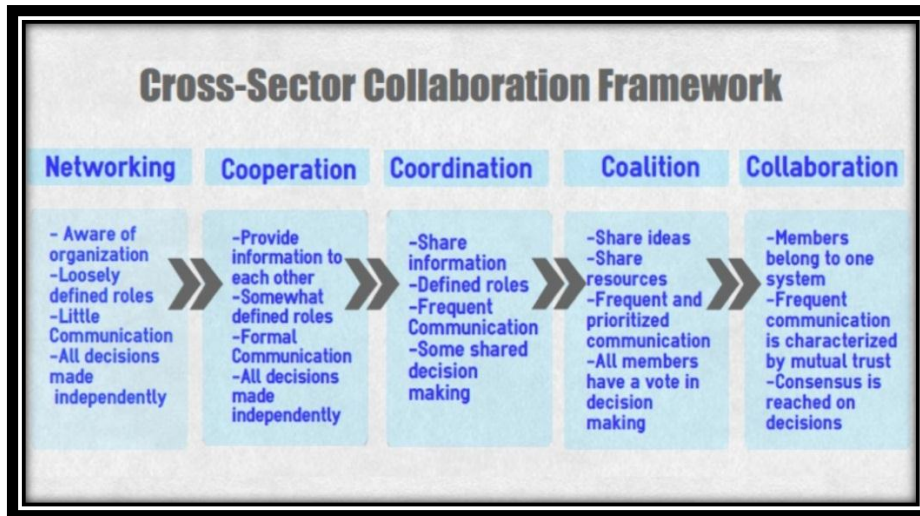 Cross-Sector Collaboration Framework
Networking
- Aware of
organization
-Loosely
defined roles
-Little
Communication
-All decisions
made
independently
Cooperation
-Provide
information to
each other
-Somewhat
defined roles
-Formal
Communication
-All decisions
made
independently
Coordination
-Share
information
-Defined roles
-Frequent
Communication
-Some shared
decision
making
Coalition
-Share ideas
-Share
resources
-Frequent and
prioritized
communication
-All members
have a vote in
decision
making
Collaboration
-Members
belong to one
system
-Frequent
communication
is characterized
by mutual trust
-Consensus is
reached on
decisions